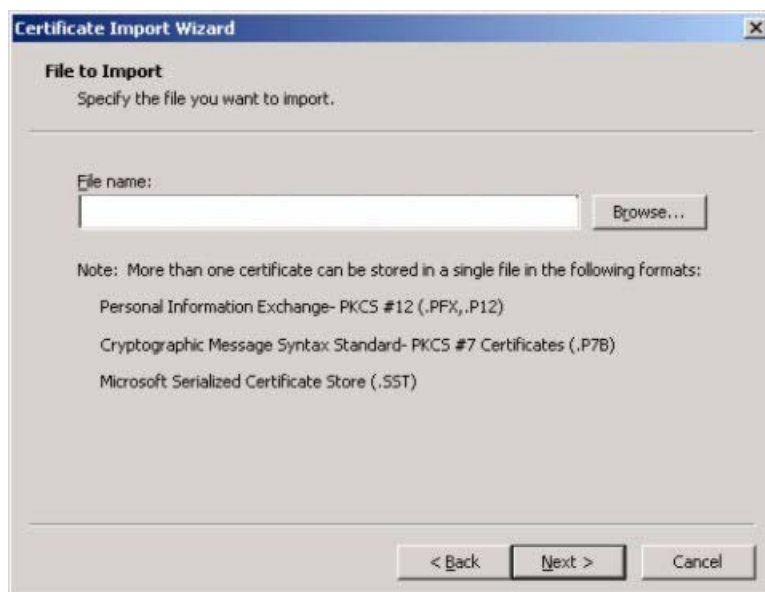 Certificate Import Wizard
File to Import
Specify the file you want to import.
File name:
Browse...
Note: More than one certificate can be stored in a single file in the following formats:
Personal Information Exchange- PKCS #12 (.PFX,.P12)
Cryptographic Message Syntax Standard- PKCS #7 Certificates (.P7B)
Microsoft Serialized Certificate Store (.SST)
< Back Next > Cancel